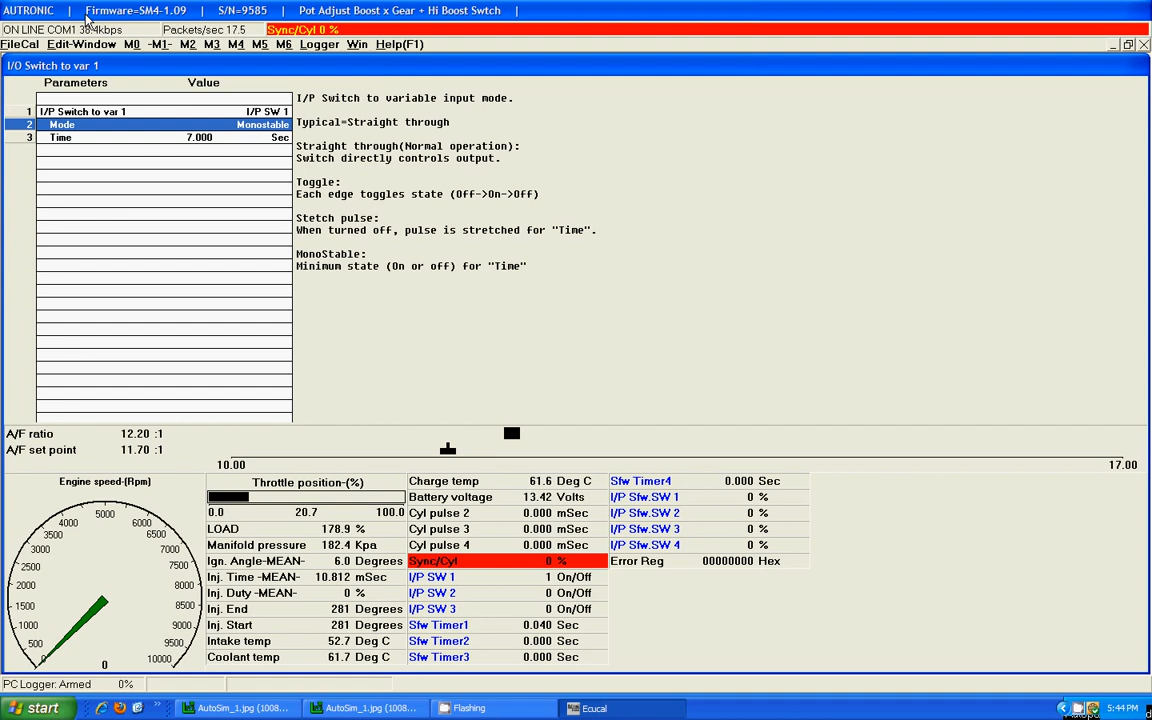 AUTRONIC | Firmware=SM4-1.09 | S/N=9585 | Pot Adjust Boost x Gear + Hi Boost Swtch |
ON LINE COM1 38.4kbps Packets/sec 17.5 Sync/Cyl 0 %
FileCal Edit-Window M0 -M1- M2 M3 M4 M5 M6 Logger Win Help(F1)
I/O Switch to var 1
Parameters Value
1 I/P Switch to var 1 I/P SW 1
2 Mode Monostable
3 Time 7.000 Sec
I/P Switch to variable input mode.
Typical=Straight through
Straight through(Normal operation):
Switch directly controls output.
Toggle:
Each edge toggles state (Off->On->Off)
Stetch pulse:
When turned off, pulse is stretched for "Time".
MonoStable:
Minimum state (On or off) for "Time"
A/F ratio 12.20 :1
A/F set point 11.70 :1
10.00 17.00
Engine speed-(Rpm)
0 500 1000 1500 2000 2500 3000 3500 4000 5000 6000 7000 7500 8000 8500 9000 9500 10000
0
Throttle position-(%)
0.0 20.7 100.0
LOAD 178.9 %
Manifold pressure 182.4 Kpa
Ign. Angle-MEAN- 6.0 Degrees
Inj. Time -MEAN- 10.812 mSec
Inj. Duty -MEAN- 0 %
Inj. End 281 Degrees
Inj. Start 281 Degrees
Intake temp 52.7 Deg C
Coolant temp 61.7 Deg C
Charge temp 61.6 Deg C
Battery voltage 13.42 Volts
Cyl pulse 2 0.000 mSec
Cyl pulse 3 0.000 mSec
Cyl pulse 4 0.000 mSec
Sync/Cyl 0 %
I/P SW 1 1 On/Off
I/P SW 2 0 On/Off
I/P SW 3 0 On/Off
Sfw Timer1 0.040 Sec
Sfw Timer2 0.000 Sec
Sfw Timer3 0.000 Sec
Sfw Timer4 0.000 Sec
I/P Sfw.SW 1 0 %
I/P Sfw.SW 2 0 %
I/P Sfw.SW 3 0 %
I/P Sfw.SW 4 0 %
Error Reg 00000000 Hex
PC Logger: Armed 0%
start AutoSim_1.jpg (1008... AutoSim_1.jpg (1008... Flashing Ecucal 5:44 PM